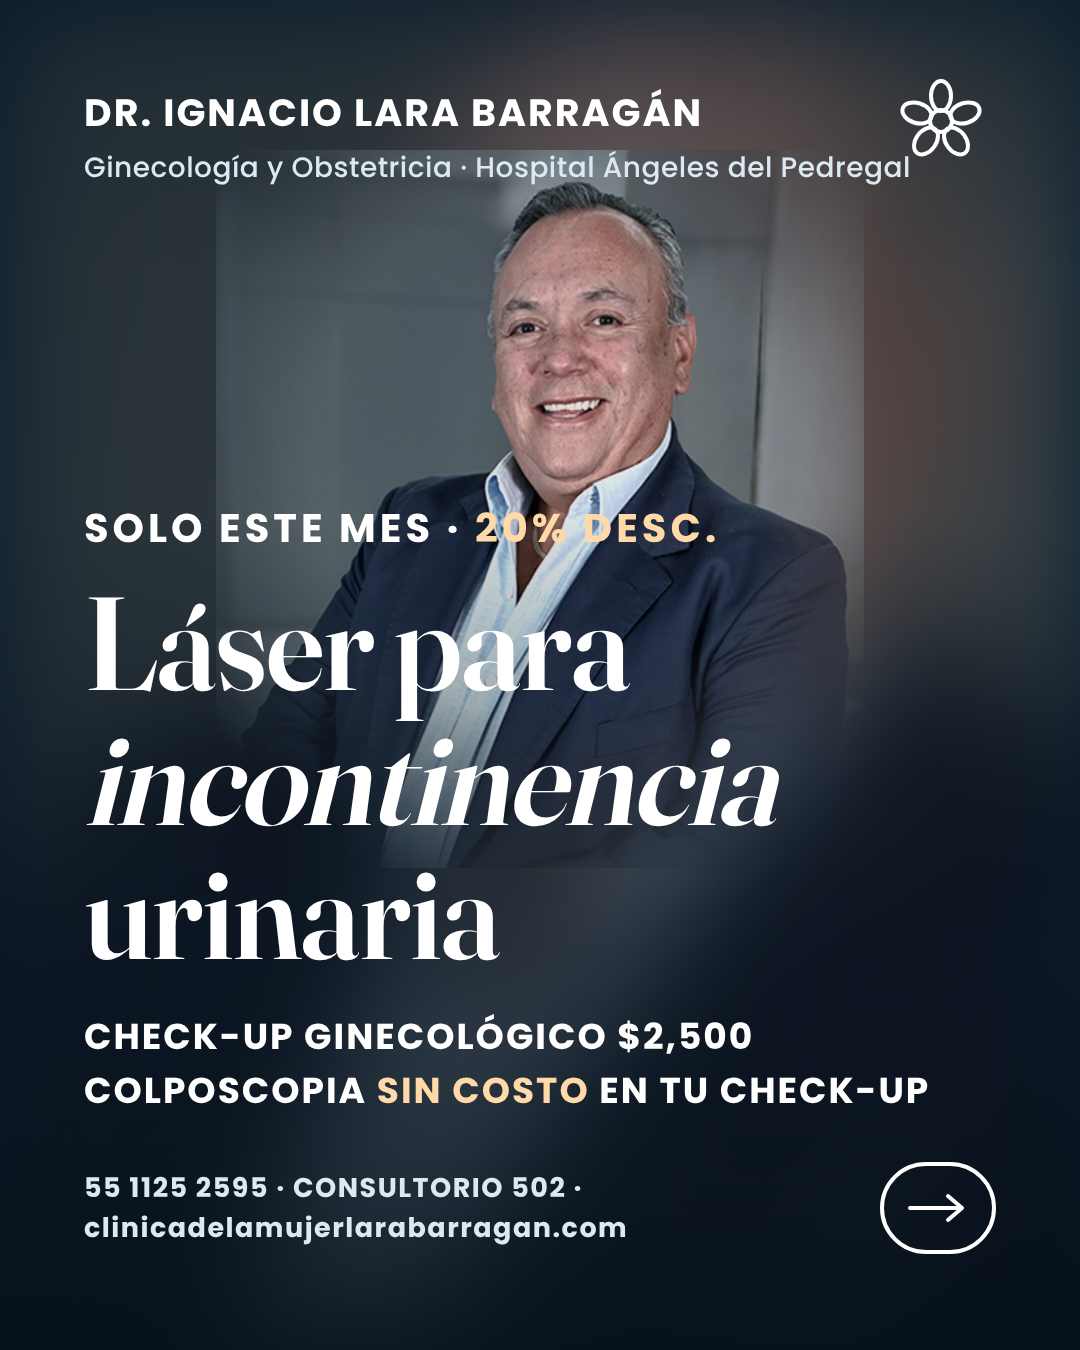 DR. IGNACIO LARA BARRAGÁN
Ginecología y Obstetricia · Hospital Ángeles del Pedregal
SOLO ESTE MES · 20% DESC.
Láser para
incontinencia
urinaria
CHECK-UP GINECOLÓGICO $2,500
COLPOSCOPIA SIN COSTO EN TU CHECK-UP
55 1125 2595 · CONSULTORIO 502 ·
clinicadelamujerlarabarragan.com